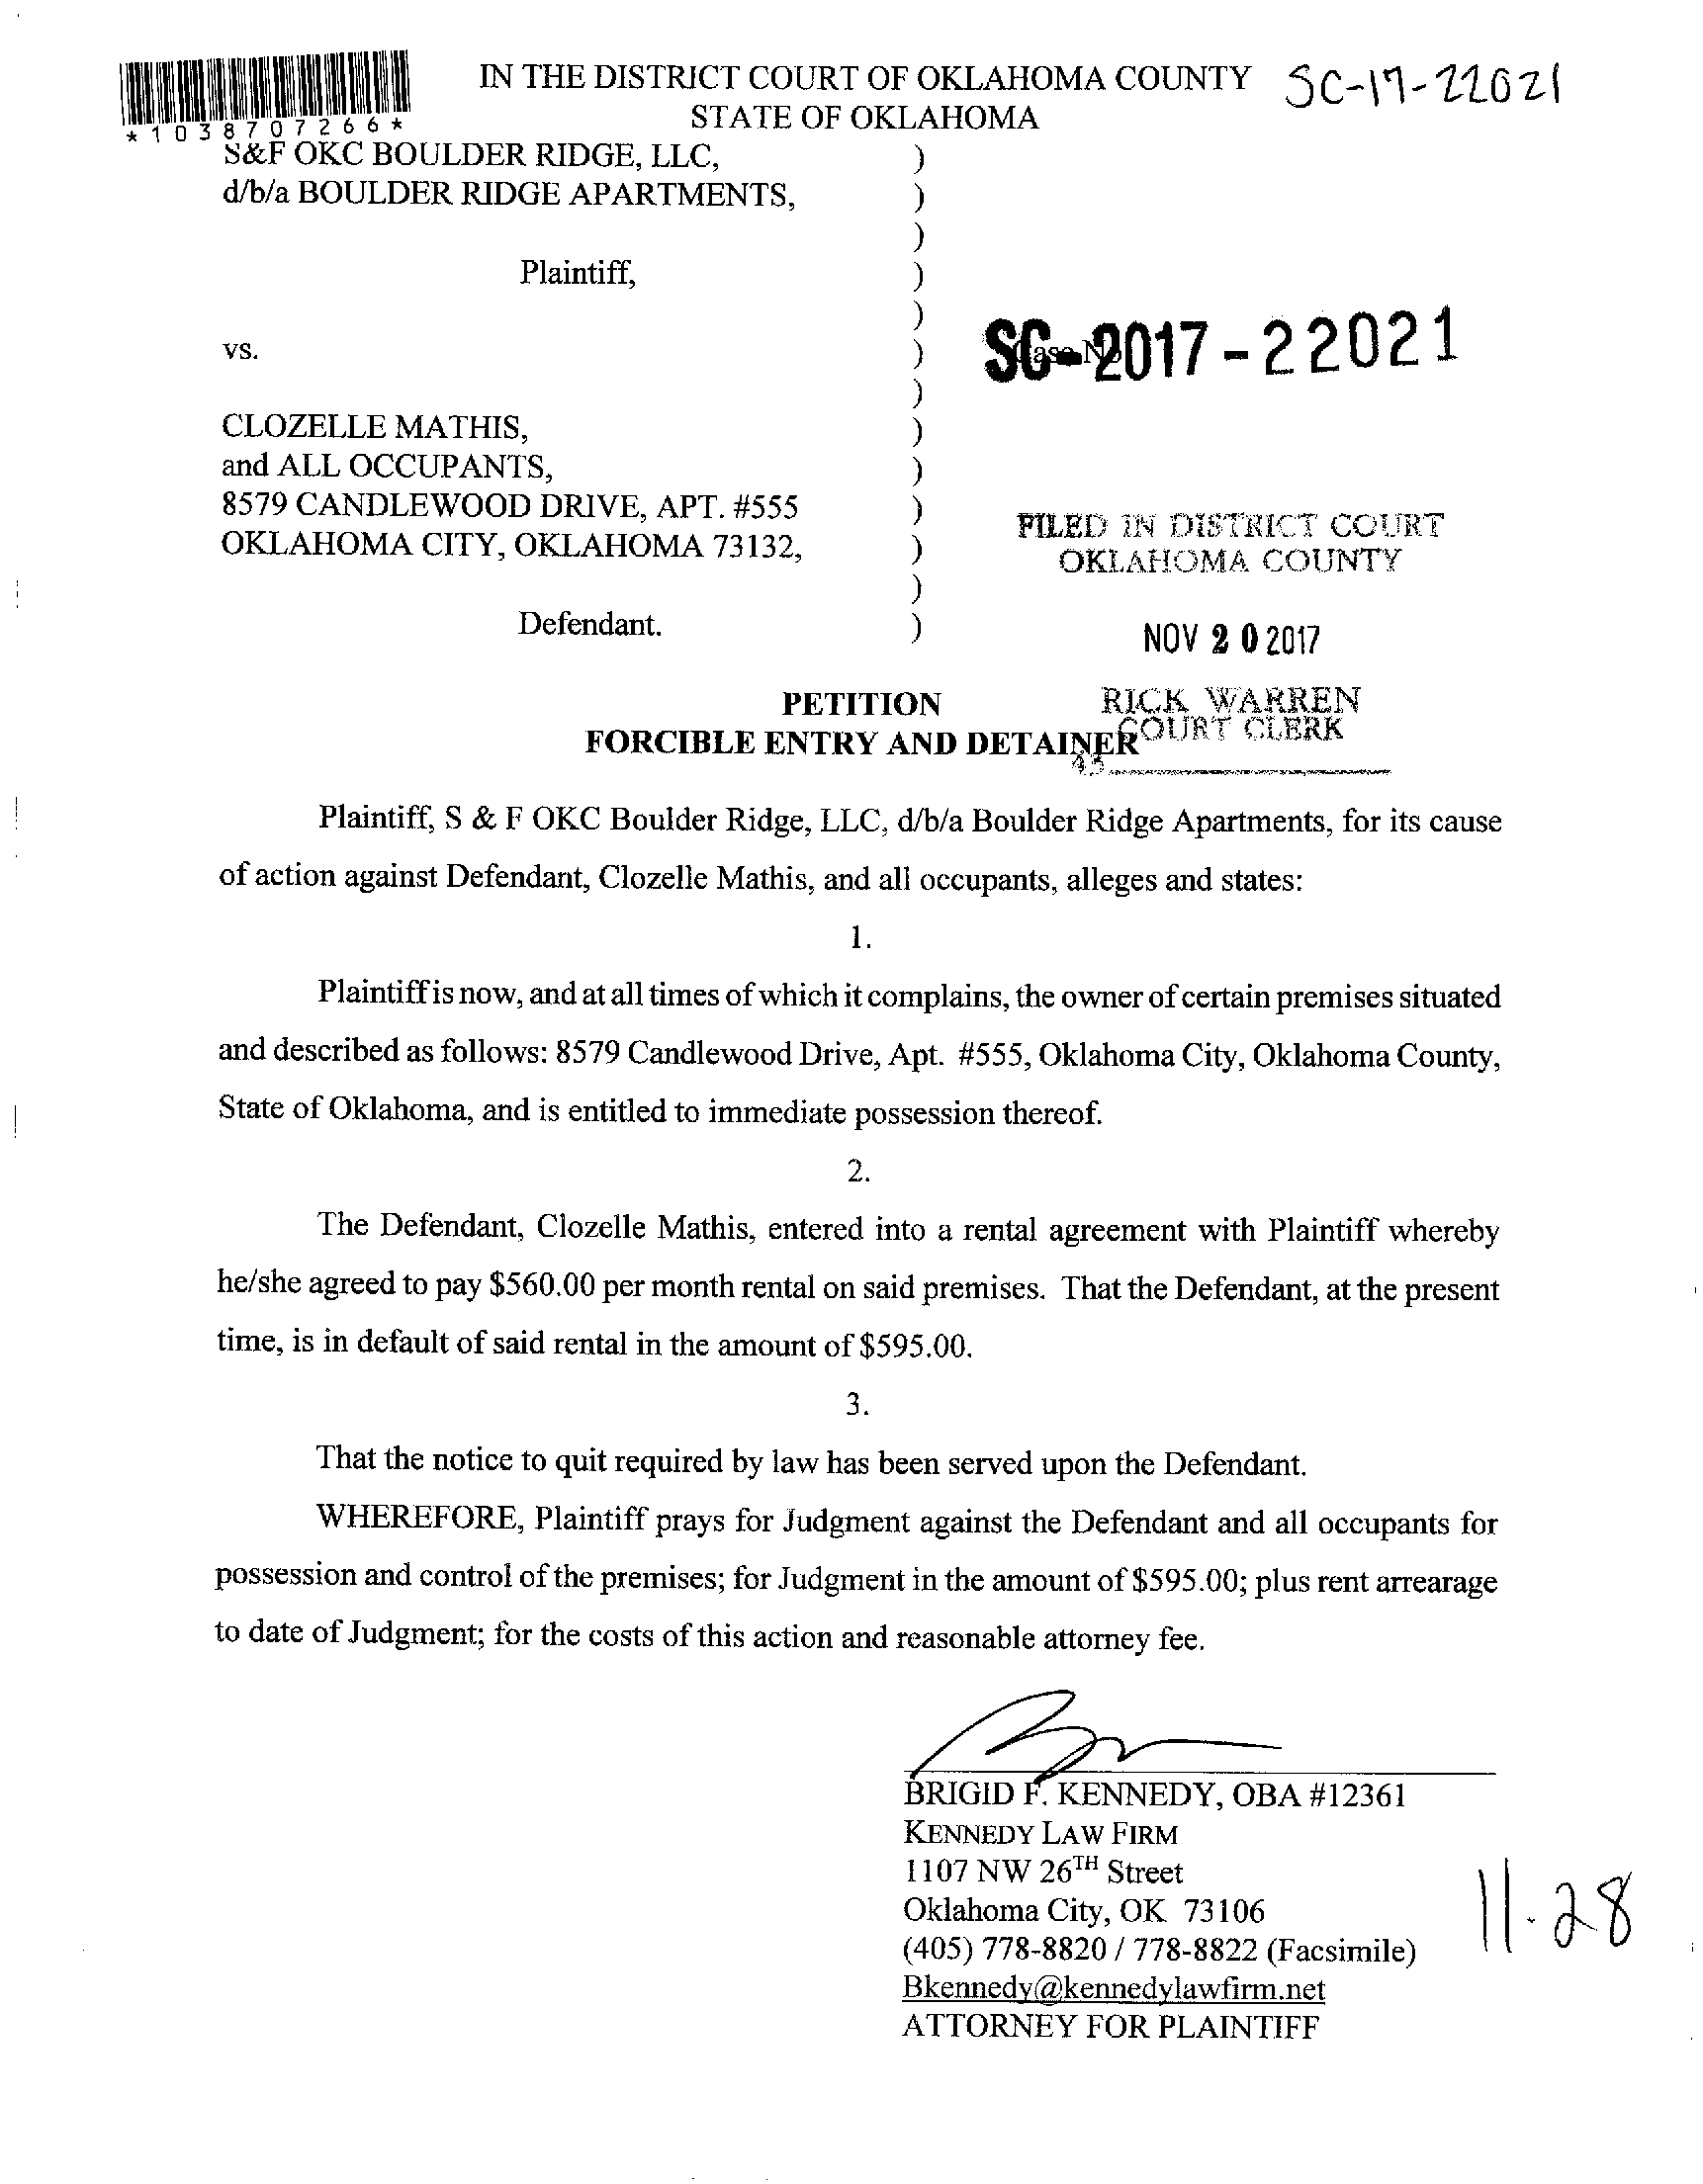 IN THE DISTRICT COURT OF OKLAHOMA COUNTY SC-17-22021
STATE OF OKLAHOMA
*1038707266*
S&F OKC BOULDER RIDGE, LLC, )
d/b/a BOULDER RIDGE APARTMENTS, )
)
Plaintiff, )
)
vs. ) Case No. SC-2017-22021
)
CLOZELLE MATHIS, )
and ALL OCCUPANTS, )
8579 CANDLEWOOD DRIVE, APT. #555 )
OKLAHOMA CITY, OKLAHOMA 73132, )
)
Defendant. )
FILED IN DISTRICT COURT
OKLAHOMA COUNTY
NOV 20 2017
RICK WARREN
COURT CLERK
43
PETITION
FORCIBLE ENTRY AND DETAINER
Plaintiff, S & F OKC Boulder Ridge, LLC, d/b/a Boulder Ridge Apartments, for its cause
of action against Defendant, Clozelle Mathis, and all occupants, alleges and states:
1.
Plaintiff is now, and at all times of which it complains, the owner of certain premises situated
and described as follows: 8579 Candlewood Drive, Apt. #555, Oklahoma City, Oklahoma County,
State of Oklahoma, and is entitled to immediate possession thereof.
2.
The Defendant, Clozelle Mathis, entered into a rental agreement with Plaintiff whereby
he/she agreed to pay $560.00 per month rental on said premises. That the Defendant, at the present
time, is in default of said rental in the amount of $595.00.
3.
That the notice to quit required by law has been served upon the Defendant.
WHEREFORE, Plaintiff prays for Judgment against the Defendant and all occupants for
possession and control of the premises; for Judgment in the amount of $595.00; plus rent arrearage
to date of Judgment; for the costs of this action and reasonable attorney fee.
BRIGID F. KENNEDY, OBA #12361
KENNEDY LAW FIRM
1107 NW 26TH Street
Oklahoma City, OK 73106
(405) 778-8820 / 778-8822 (Facsimile)
Bkennedy@kennedylawfirm.net
ATTORNEY FOR PLAINTIFF
11.28